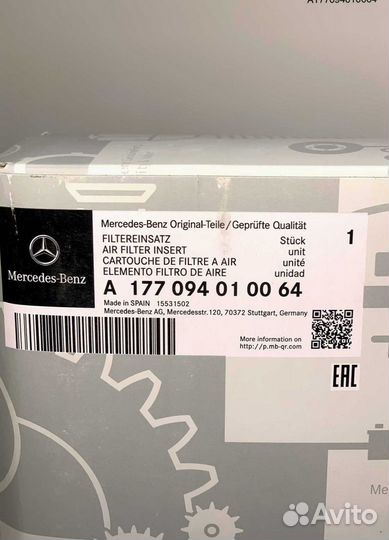 Mercedes-Benz Original-Teile/Geprüfte Qualität
FILTEREINSATZ Stück 1
AIR FILTER INSERT unit
CARTOUCHE DE FILTRE A AIR unité
ELEMENTO FILTRO DE AIRE unidad
Mercedes-Benz
A 177 094 01 00 64
Made in SPAIN 15531502
Mercedes-Benz AG, Mercedesstr.120, 70372 Stuttgart, Germany
More information on:
http://p.mb-qr.com
EAC
Me
Avito